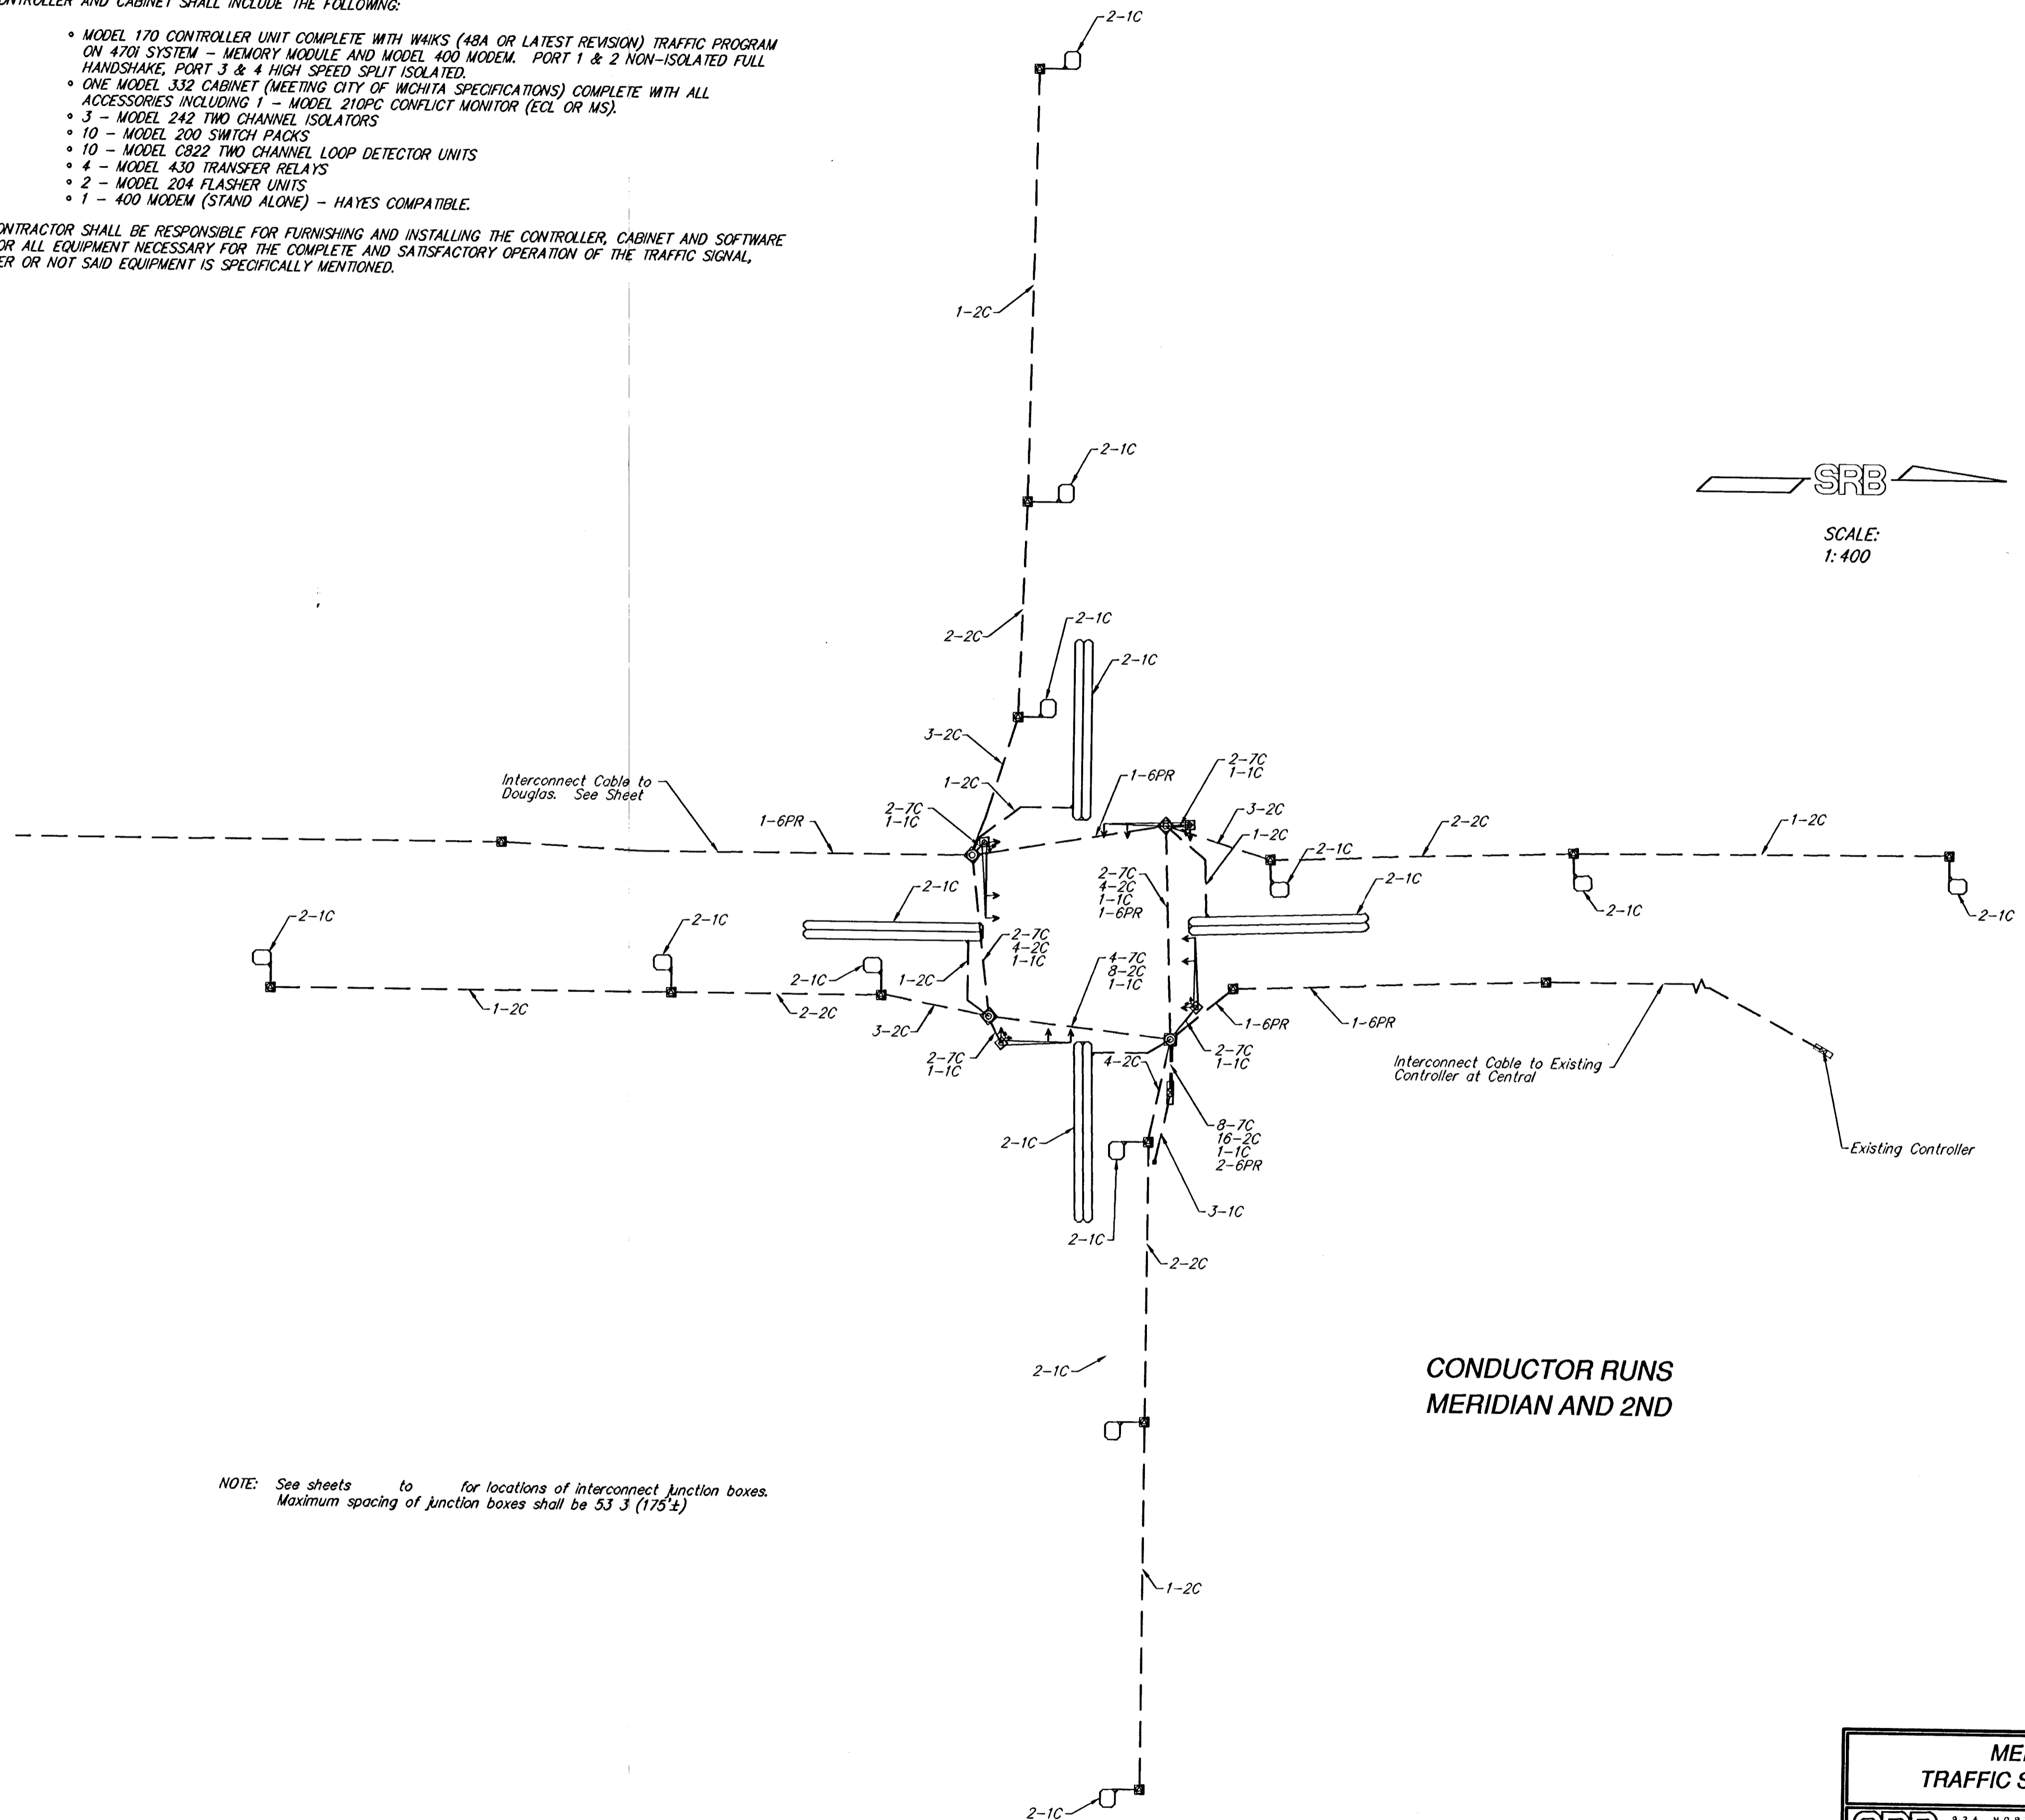 CONTROLLER AND CABINET SHALL INCLUDE THE FOLLOWING:
° MODEL 170 CONTROLLER UNIT COMPLETE WITH W4IKS (48A OR LATEST REVISION) TRAFFIC PROGRAM
ON 470i SYSTEM – MEMORY MODULE AND MODEL 400 MODEM. PORT 1 & 2 NON-ISOLATED FULL
HANDSHAKE, PORT 3 & 4 HIGH SPEED SPLIT ISOLATED.
° ONE MODEL 332 CABINET (MEETING CITY OF WICHITA SPECIFICATIONS) COMPLETE WITH ALL
ACCESSORIES INCLUDING 1 – MODEL 210PC CONFLICT MONITOR (ECL OR MS).
° 3 – MODEL 242 TWO CHANNEL ISOLATORS
° 10 – MODEL 200 SWITCH PACKS
° 10 – MODEL C822 TWO CHANNEL LOOP DETECTOR UNITS
° 4 – MODEL 430 TRANSFER RELAYS
° 2 – MODEL 204 FLASHER UNITS
° 1 – 400 MODEM (STAND ALONE) – HAYES COMPATIBLE.
ONTRACTOR SHALL BE RESPONSIBLE FOR FURNISHING AND INSTALLING THE CONTROLLER, CABINET AND SOFTWARE
OR ALL EQUIPMENT NECESSARY FOR THE COMPLETE AND SATISFACTORY OPERATION OF THE TRAFFIC SIGNAL,
ER OR NOT SAID EQUIPMENT IS SPECIFICALLY MENTIONED.
2-1C
1-2C
2-1C
SRB
SCALE:
1:400
2-2C
2-1C
2-1C
3-2C
1-2C
Interconnect Cable to
Douglas. See Sheet
1-6PR
2-7C
1-1C
1-6PR
2-7C
1-1C
3-2C
1-2C
2-1C
2-2C
1-2C
2-1C
2-1C
2-1C
2-1C
2-1C
2-1C
2-1C
1-2C
2-7C
4-2C
1-1C
2-7C
4-2C
1-1C
1-6PR
4-7C
8-2C
1-1C
1-2C
2-2C
3-2C
2-7C
1-1C
4-2C
1-6PR
1-6PR
2-7C
1-1C
Interconnect Cable to Existing
Controller at Central
Existing Controller
2-1C
8-7C
16-2C
1-1C
2-6PR
3-1C
2-1C
2-2C
2-1C
CONDUCTOR RUNS
MERIDIAN AND 2ND
NOTE: See sheets to for locations of interconnect junction boxes.
Maximum spacing of junction boxes shall be 53 3 (175'±)
1-2C
2-1C
ME
TRAFFIC S
SRB